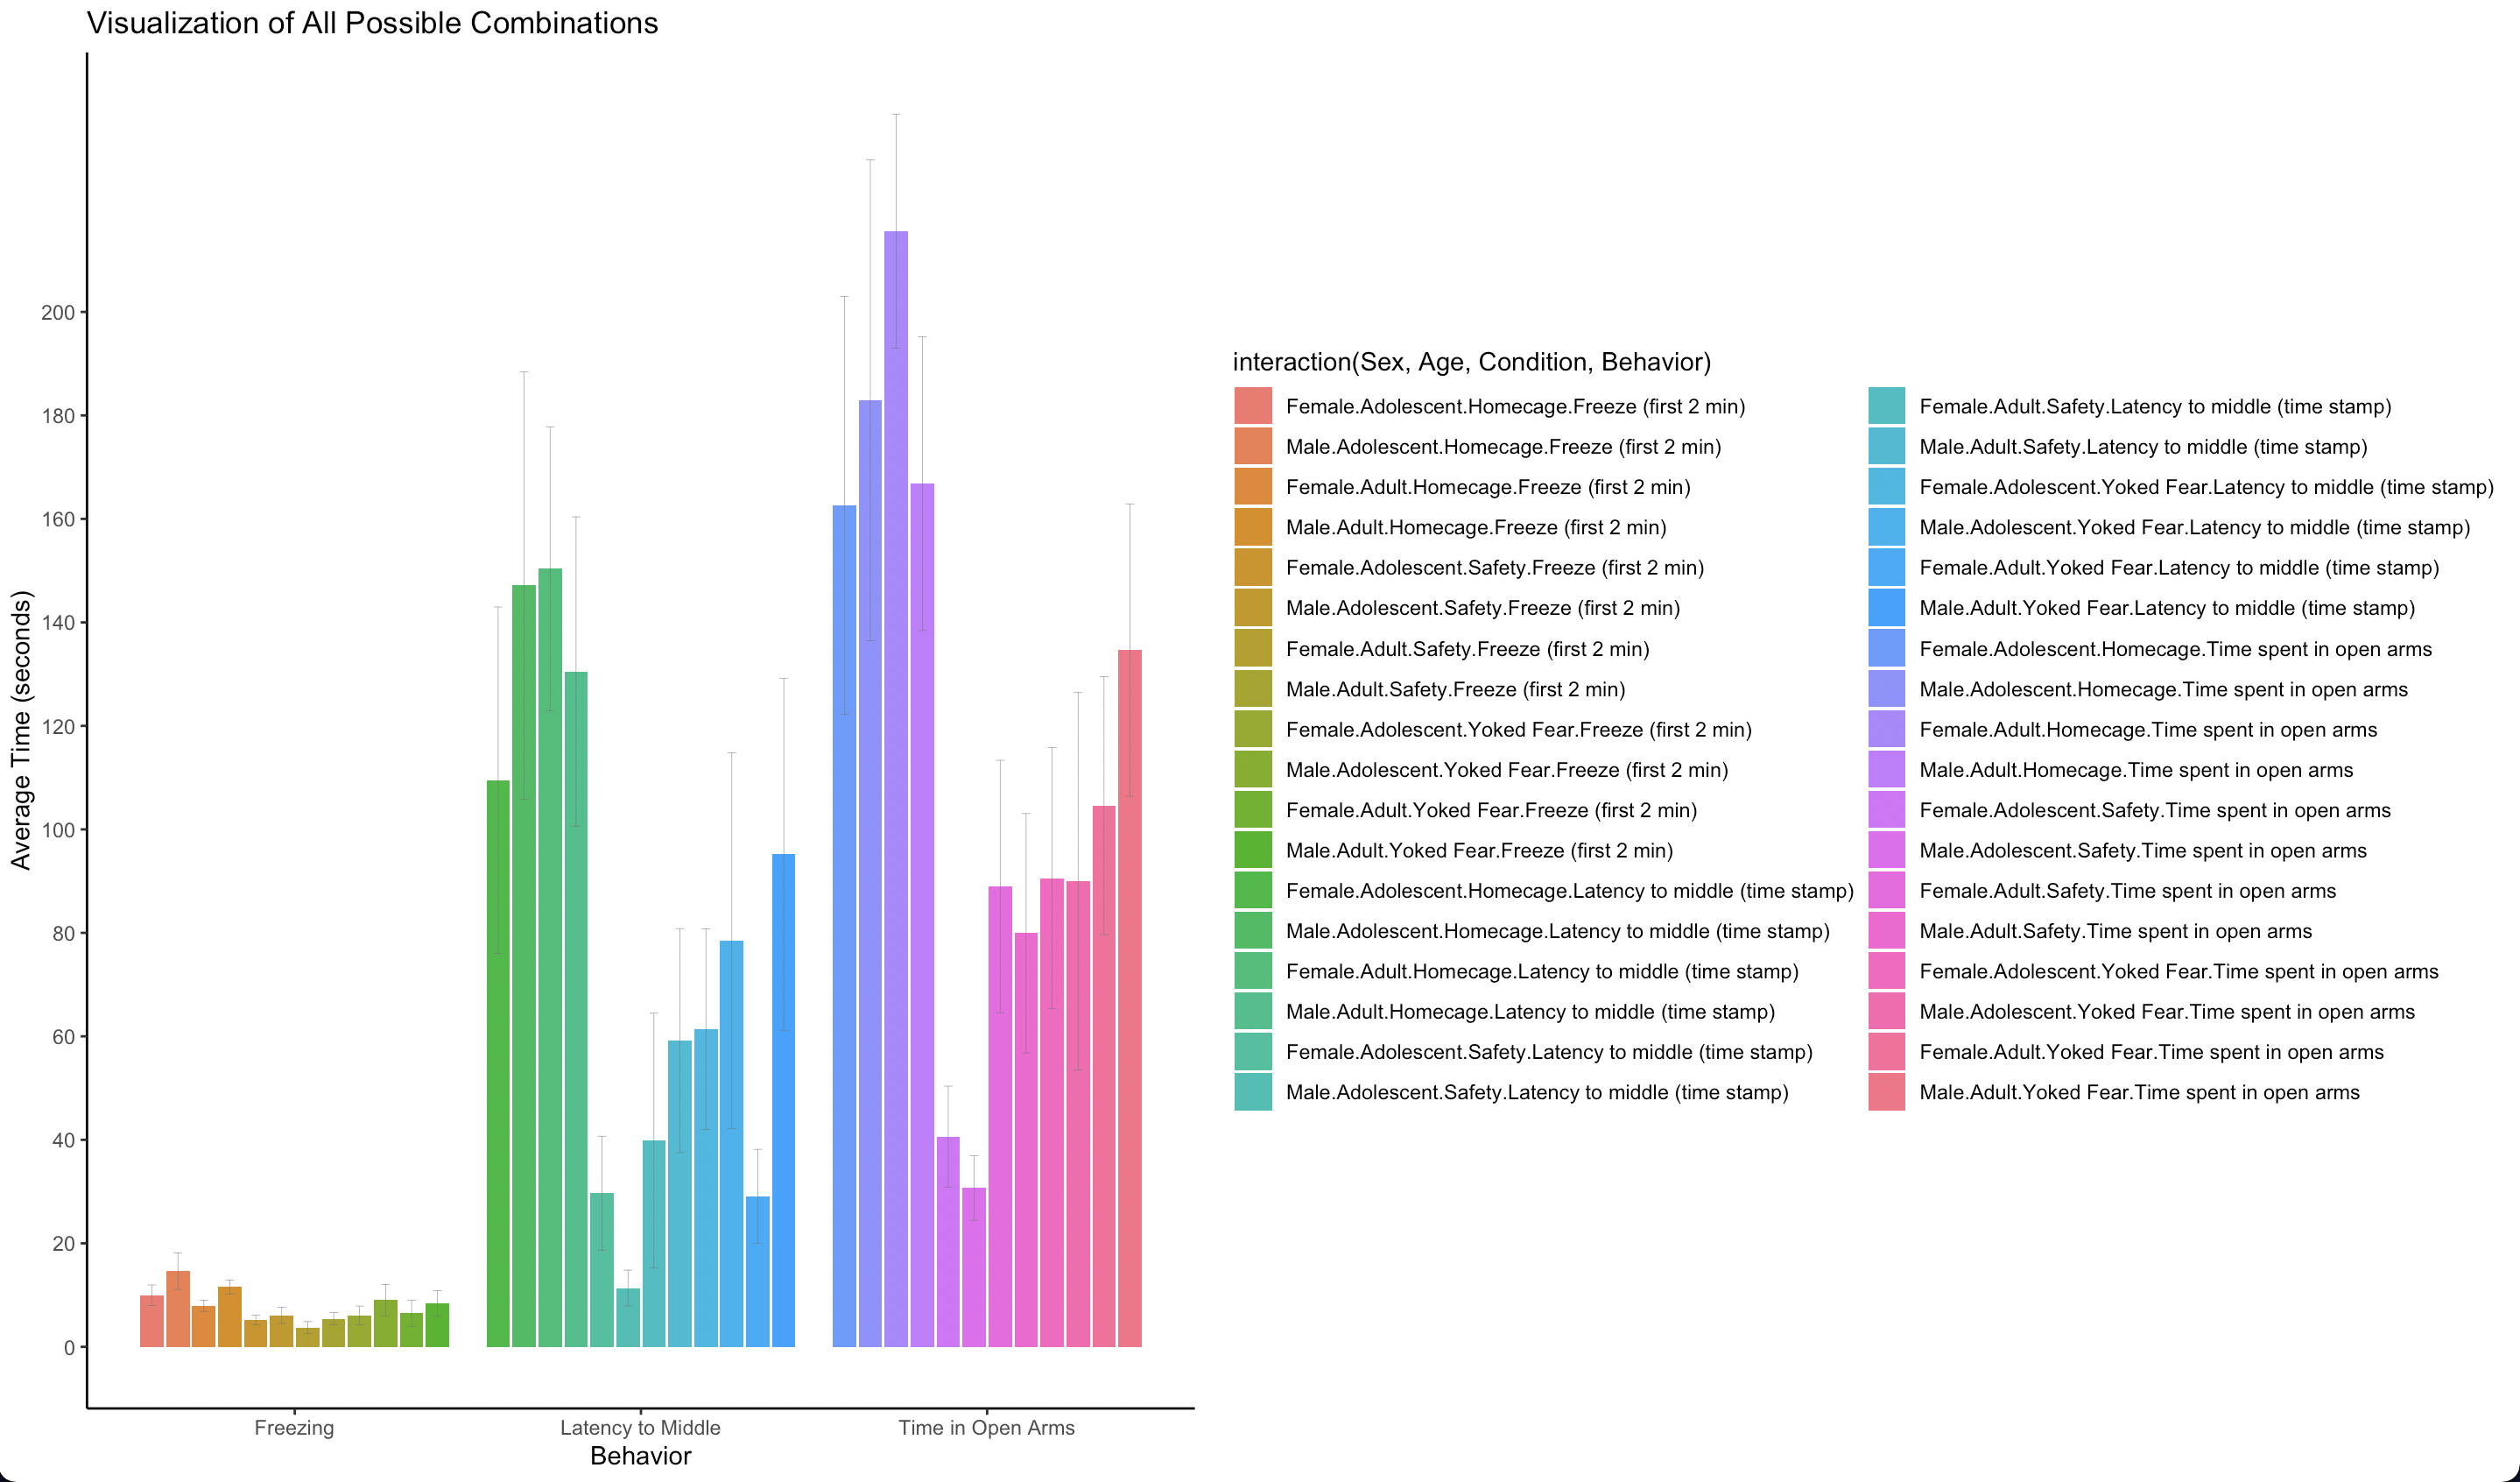 Visualization of All Possible Combinations
Average Time (seconds)
200
180
160
140
120
100
80
60
40
20
0
Freezing
Latency to Middle
Time in Open Arms
Behavior
interaction(Sex, Age, Condition, Behavior)
Female.Adolescent.Homecage.Freeze (first 2 min)
Male.Adolescent.Homecage.Freeze (first 2 min)
Female.Adult.Homecage.Freeze (first 2 min)
Male.Adult.Homecage.Freeze (first 2 min)
Female.Adolescent.Safety.Freeze (first 2 min)
Male.Adolescent.Safety.Freeze (first 2 min)
Female.Adult.Safety.Freeze (first 2 min)
Male.Adult.Safety.Freeze (first 2 min)
Female.Adolescent.Yoked Fear.Freeze (first 2 min)
Male.Adolescent.Yoked Fear.Freeze (first 2 min)
Female.Adult.Yoked Fear.Freeze (first 2 min)
Male.Adult.Yoked Fear.Freeze (first 2 min)
Female.Adolescent.Homecage.Latency to middle (time stamp)
Male.Adolescent.Homecage.Latency to middle (time stamp)
Female.Adult.Homecage.Latency to middle (time stamp)
Male.Adult.Homecage.Latency to middle (time stamp)
Female.Adolescent.Safety.Latency to middle (time stamp)
Male.Adolescent.Safety.Latency to middle (time stamp)
Female.Adult.Safety.Latency to middle (time stamp)
Male.Adult.Safety.Latency to middle (time stamp)
Female.Adolescent.Yoked Fear.Latency to middle (time stamp)
Male.Adolescent.Yoked Fear.Latency to middle (time stamp)
Female.Adult.Yoked Fear.Latency to middle (time stamp)
Male.Adult.Yoked Fear.Latency to middle (time stamp)
Female.Adolescent.Homecage.Time spent in open arms
Male.Adolescent.Homecage.Time spent in open arms
Female.Adult.Homecage.Time spent in open arms
Male.Adult.Homecage.Time spent in open arms
Female.Adolescent.Safety.Time spent in open arms
Male.Adolescent.Safety.Time spent in open arms
Female.Adult.Safety.Time spent in open arms
Male.Adult.Safety.Time spent in open arms
Female.Adolescent.Yoked Fear.Time spent in open arms
Male.Adolescent.Yoked Fear.Time spent in open arms
Female.Adult.Yoked Fear.Time spent in open arms
Male.Adult.Yoked Fear.Time spent in open arms